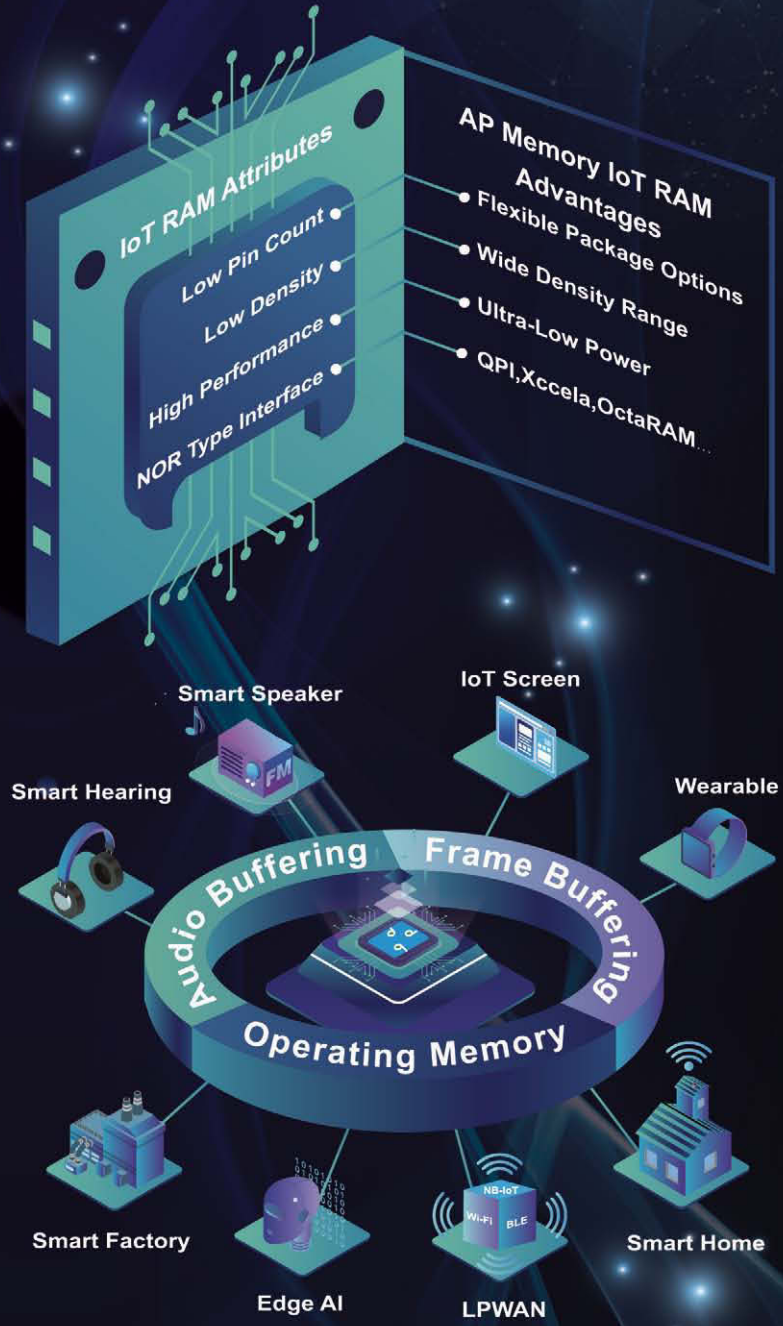 IoT RAM Attributes
Low Pin Count
Low Density
High Performance
NOR Type Interface
AP Memory IoT RAM
Advantages
Flexible Package Options
Wide Density Range
Ultra-Low Power
QPI,Xccela,OctaRAM...
Smart Speaker
FM
IoT Screen
Smart Hearing
Wearable
Audio Buffering
Frame Buffering
Operating Memory
Smart Factory
Edge AI
NB-IoT
Wi-Fi
BLE
LPWAN
Smart Home